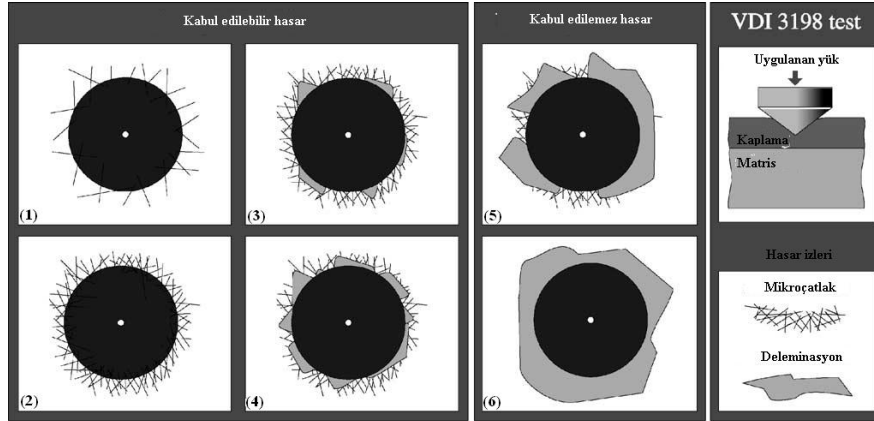 Kabul edilebilir hasar
Kabul edilemez hasar
VDI 3198 test
(1)
(3)
(5)
(2)
(4)
(6)
Uygulanan yük
Kaplama
Matris
Hasar izleri
Mikroçatlak
Deleminasyon